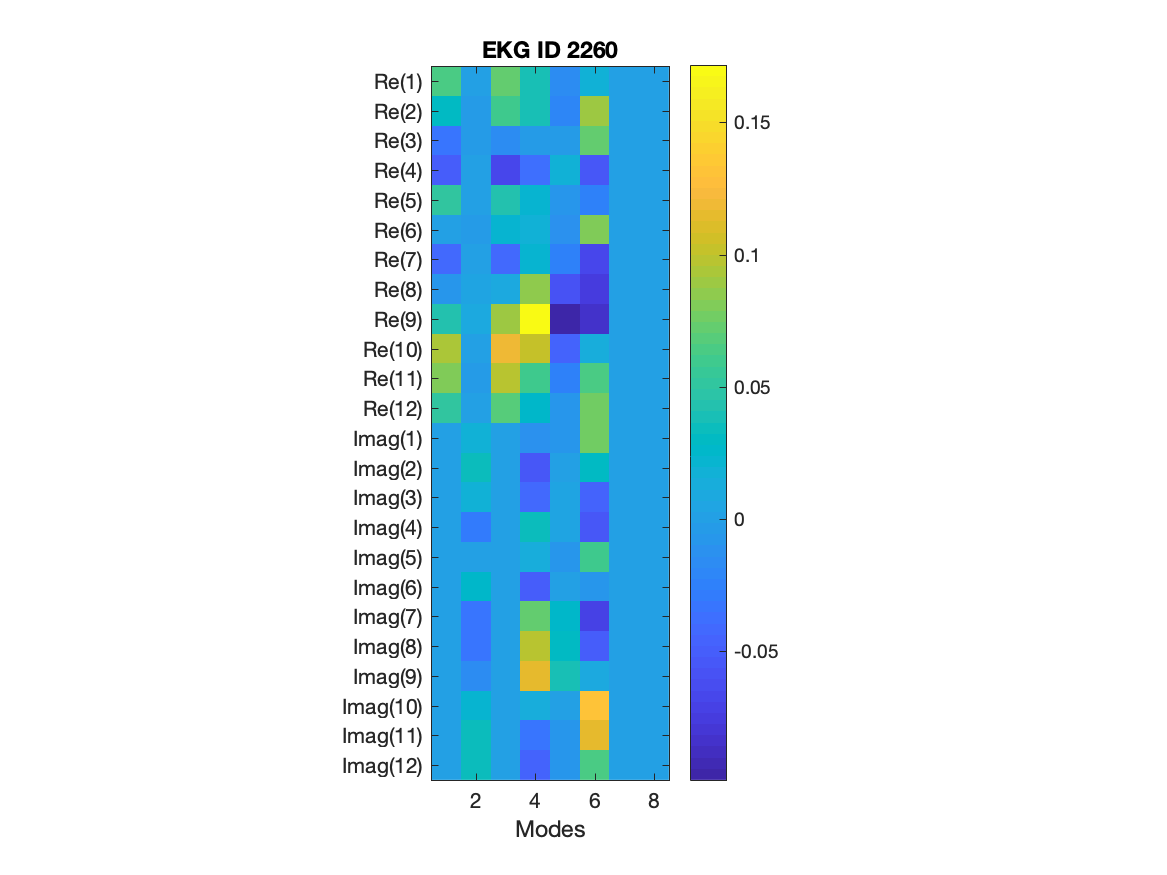 EKG ID 2260
Re(1)
Re(2)
Re(3)
Re(4)
Re(5)
Re(6)
Re(7)
Re(8)
Re(9)
Re(10)
Re(11)
Re(12)
Imag(1)
Imag(2)
Imag(3)
Imag(4)
Imag(5)
Imag(6)
Imag(7)
Imag(8)
Imag(9)
Imag(10)
Imag(11)
Imag(12)
2 4 6 8
Modes
0.15
0.1
0.05
0
-0.05